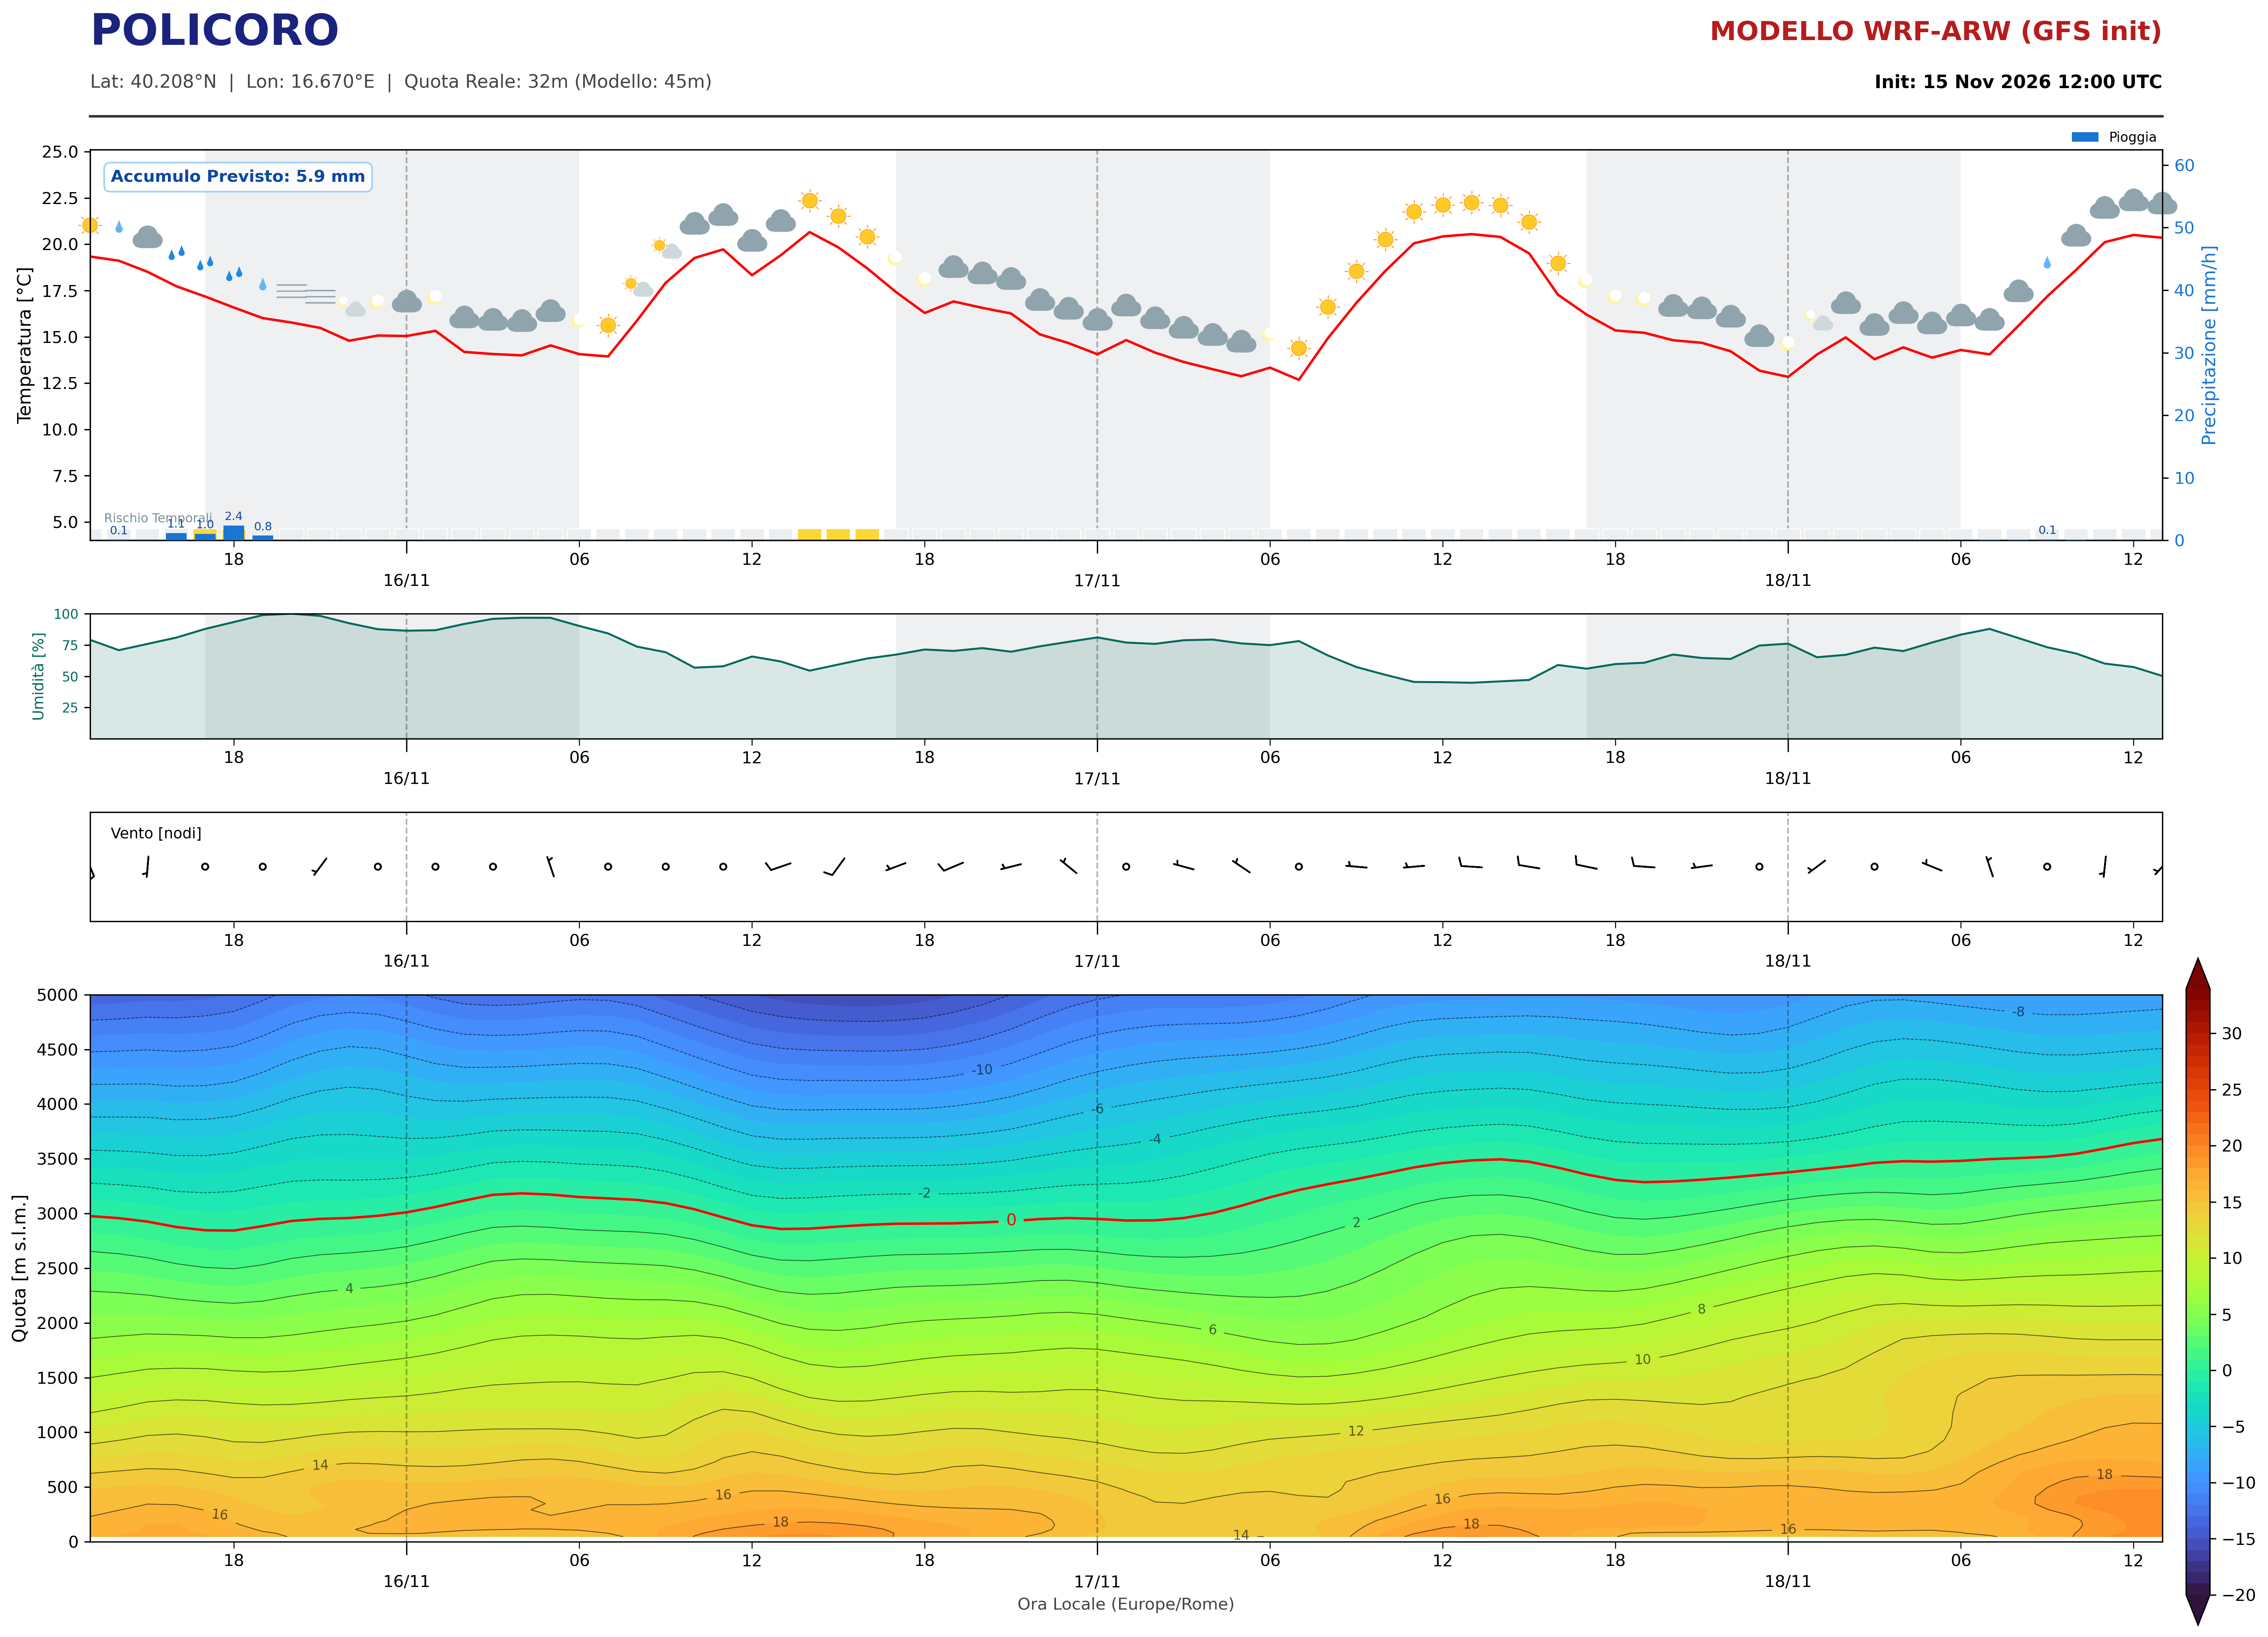 POLICORO
MODELLO WRF-ARW (GFS init)
Lat: 40.208°N | Lon: 16.670°E | Quota Reale: 32m (Modello: 45m)
Init: 15 Nov 2026 12:00 UTC
Pioggia
Accumulo Previsto: 5.9 mm
Temperatura [°C]
25.0
22.5
20.0
17.5
15.0
12.5
10.0
7.5
5.0
Precipitazione [mm/h]
60
50
40
30
20
10
0
Rischio Temporali
0.1 1.1 1.0 2.4 0.8 0.1
18 06 12 18 06 12 18 06 12
16/11 17/11 18/11
Umidità [%]
100
75
50
25
18 06 12 18 06 12 18 06 12
16/11 17/11 18/11
Vento [nodi]
18 06 12 18 06 12 18 06 12
16/11 17/11 18/11
Quota [m s.l.m.]
5000
4500
4000
3500
3000
2500
2000
1500
1000
500
0
-8
-10
-6
-4
-2
0
2
4
6
8
10
12
14
16
16
18
16
18
14
16
18
30
25
20
15
10
5
0
−5
−10
−15
−20
18 06 12 18 06 12 18 06 12
16/11 17/11 18/11
Ora Locale (Europe/Rome)